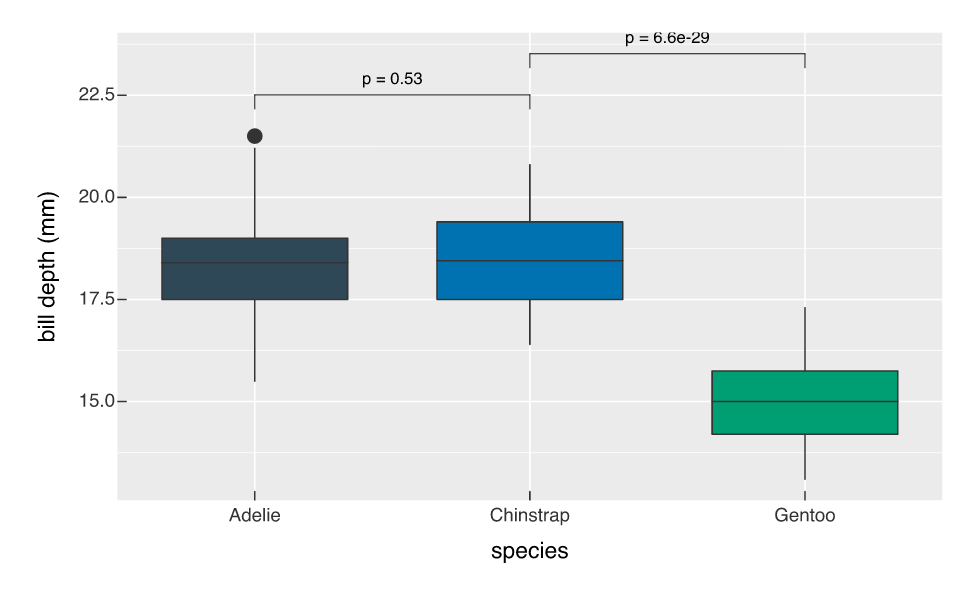 p = 6.6e-29
p = 0.53
22.5
20.0
17.5
15.0
bill depth (mm)
Adelie Chinstrap Gentoo
species